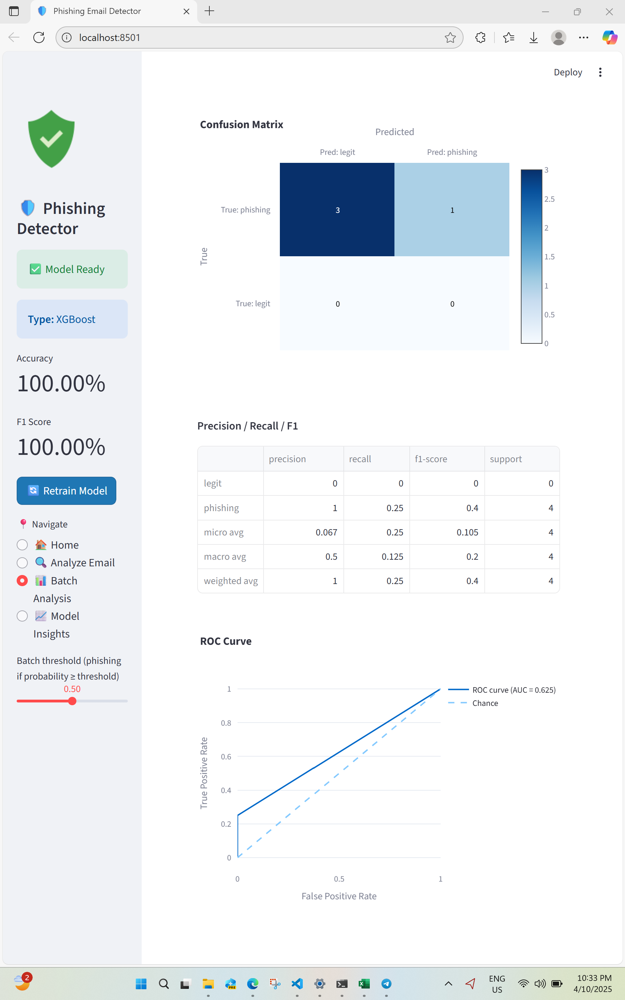 Phishing Email Detector
localhost:8501
Deploy
Phishing
Detector
Model Ready
Type: XGBoost
Accuracy
100.00%
F1 Score
100.00%
Retrain Model
Navigate
Home
Analyze Email
Batch
Analysis
Model
Insights
Batch threshold (phishing
if probability ≥ threshold)
0.50
Confusion Matrix
Predicted
Pred: legit Pred: phishing
True: phishing 3 1
True: legit 0 0
True
3
2.5
2
1.5
1
0.5
0
Precision / Recall / F1
precision recall f1-score support
legit 0 0 0 0
phishing 1 0.25 0.4 4
micro avg 0.067 0.25 0.105 4
macro avg 0.5 0.125 0.2 4
weighted avg 1 0.25 0.4 4
ROC Curve
ROC curve (AUC = 0.625)
Chance
True Positive Rate
1
0.8
0.6
0.4
0.2
0
0 0.5 1
False Positive Rate
2
PRE
ENG
US
10:33 PM
4/10/2025